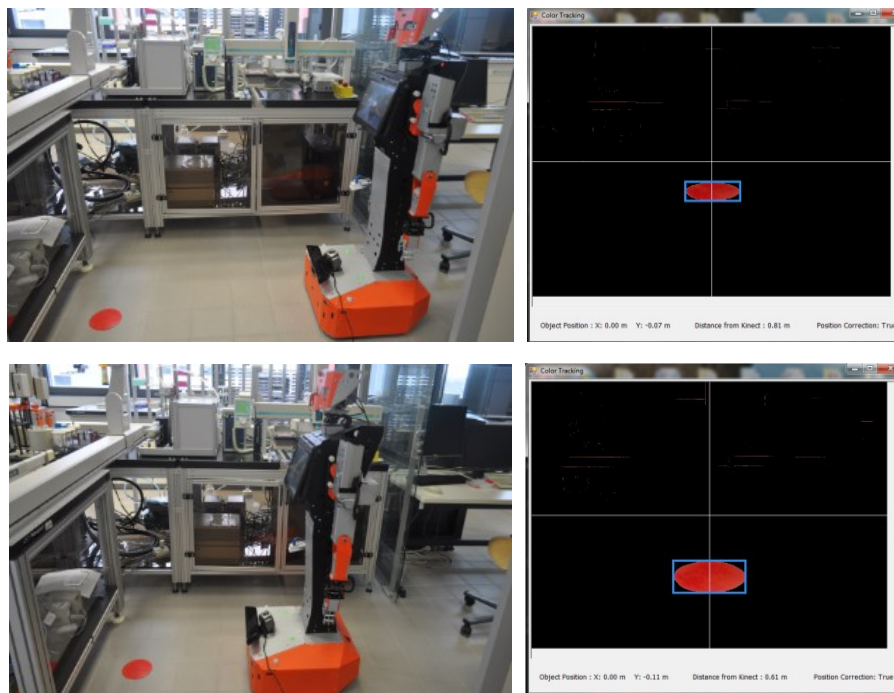 Color Tracking
Object Position : X: 0.00 m Y: -0.07 m Distance from Kinect : 0.81 m Position Correction: True
Color Tracking
Object Position : X: 0.00 m Y: -0.11 m Distance from Kinect : 0.61 m Position Correction: True